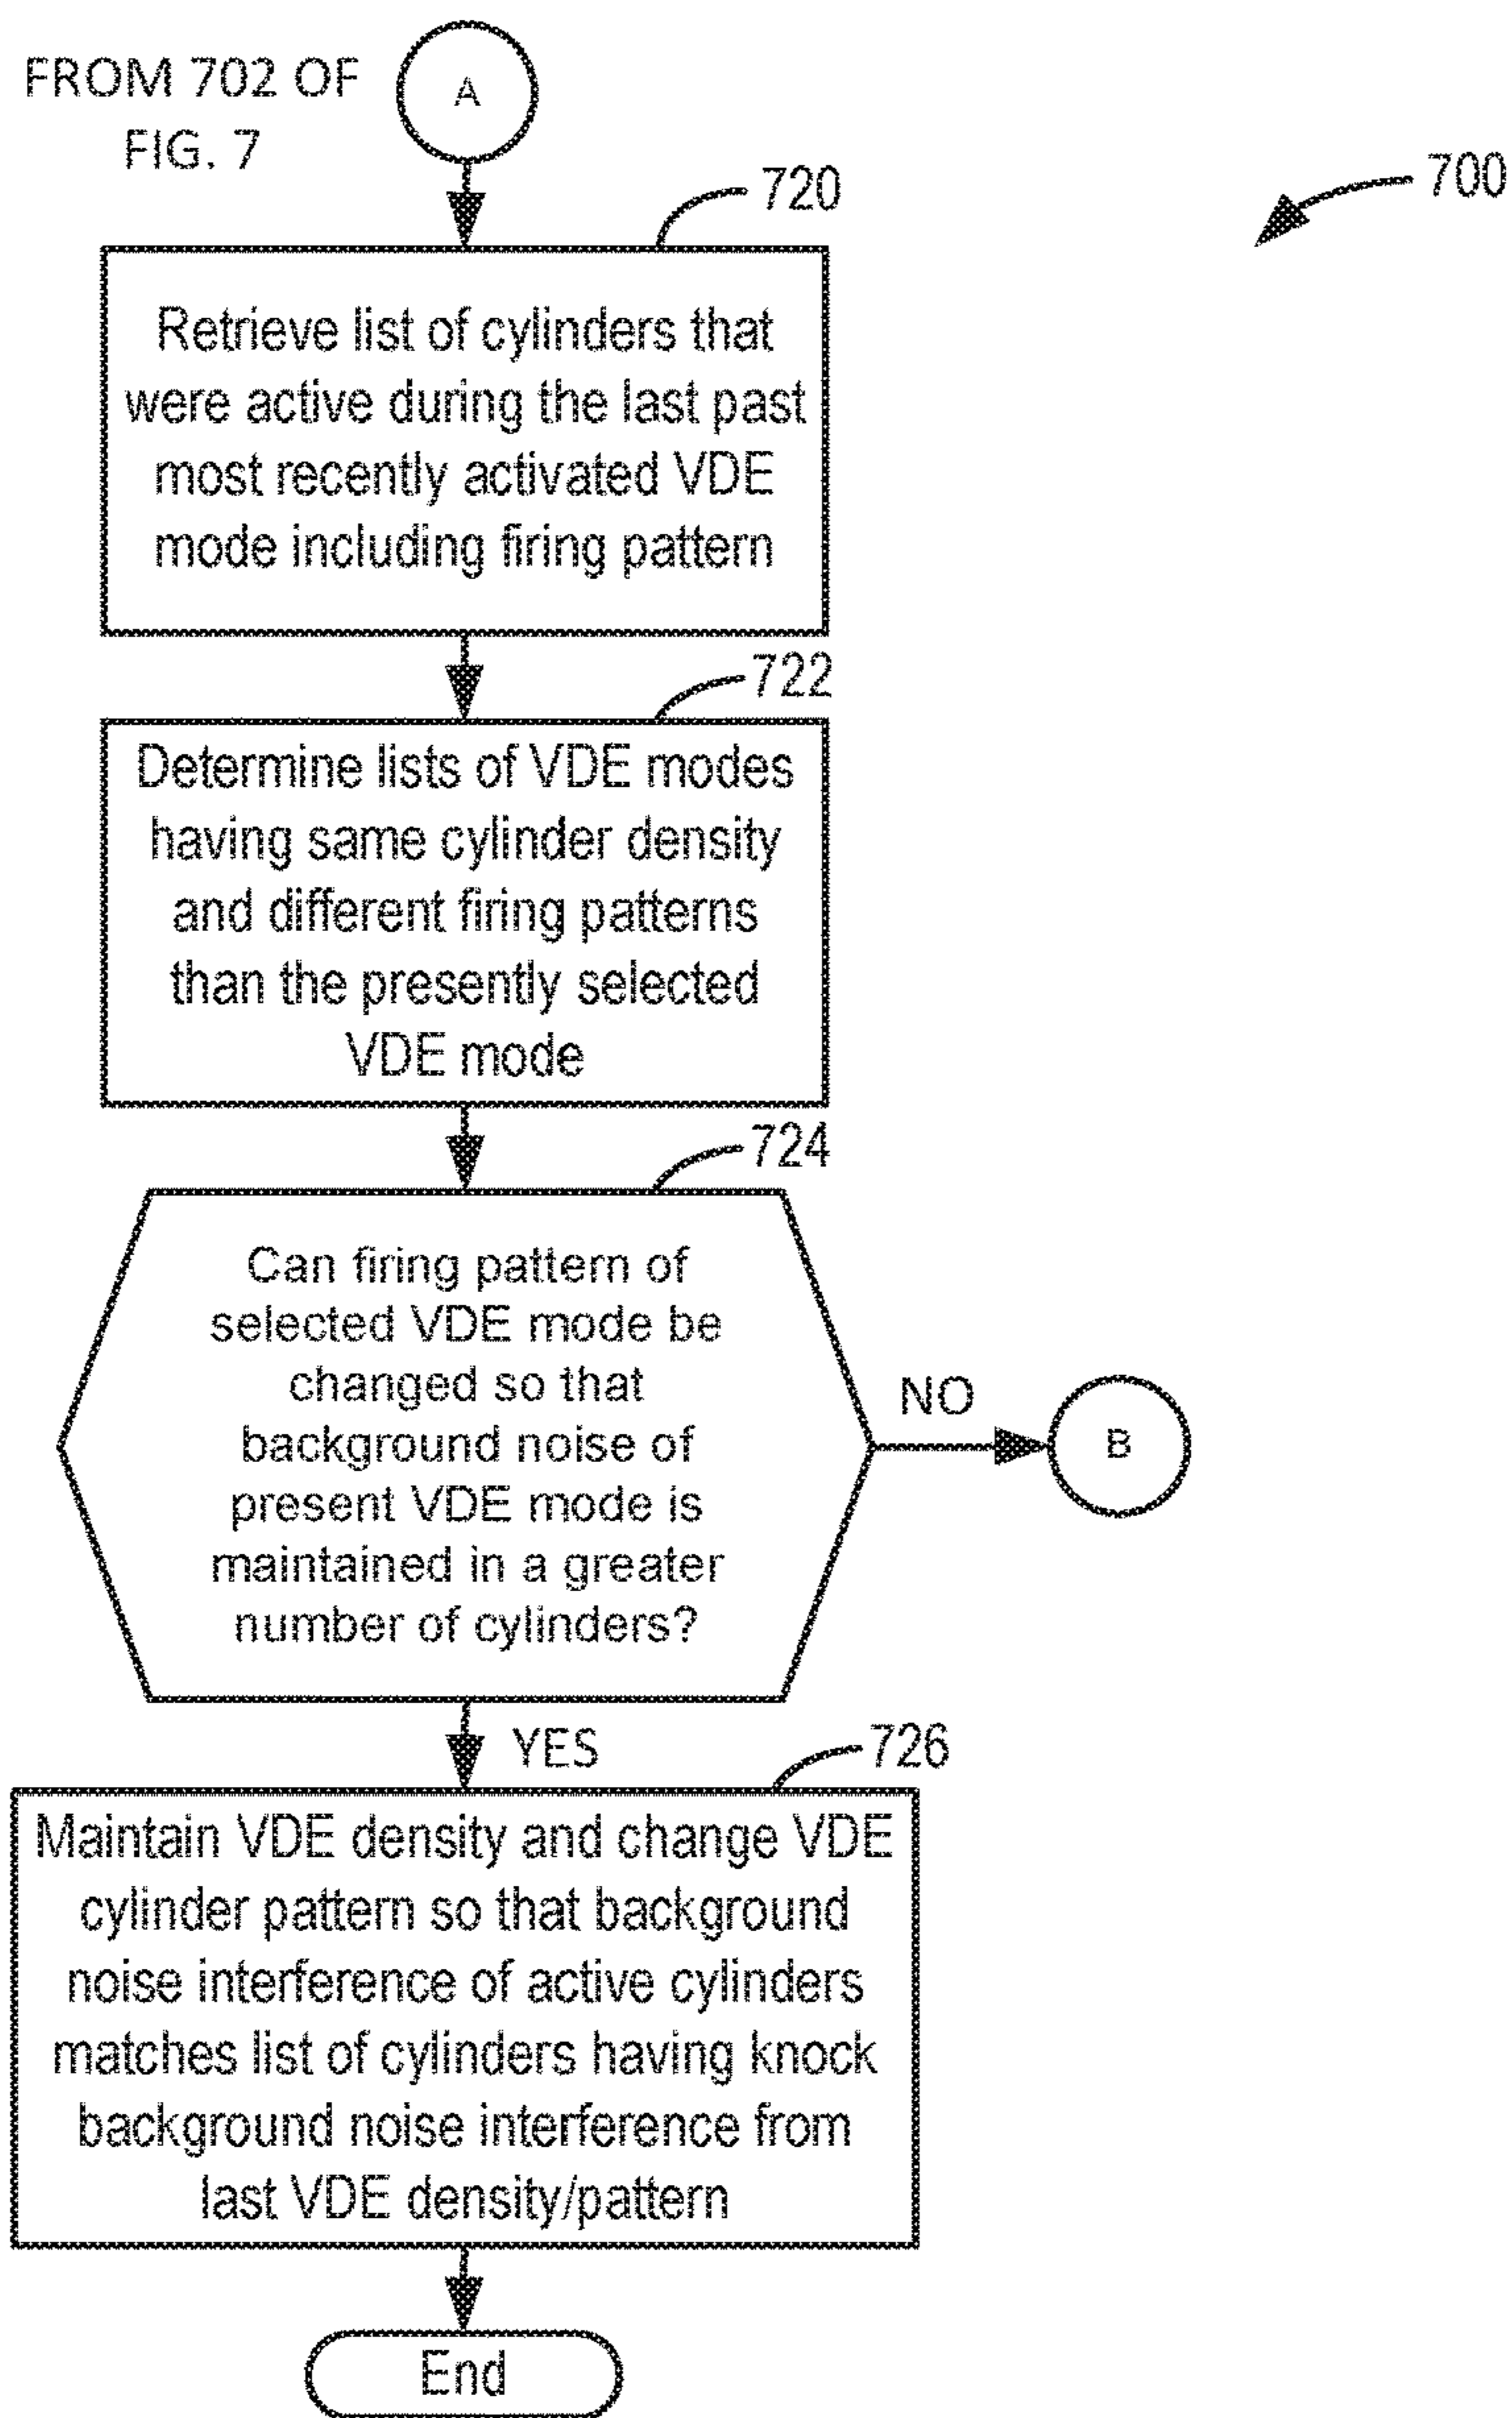 FROM 702 OF
FIG. 7
A
700
720
Retrieve list of cylinders that
were active during the last past
most recently activated VDE
mode including firing pattern
722
Determine lists of VDE modes
having same cylinder density
and different firing patterns
than the presently selected
VDE mode
724
Can firing pattern of
selected VDE mode be
changed so that
background noise of
present VDE mode is
maintained in a greater
number of cylinders?
NO
B
YES
726
Maintain VDE density and change VDE
cylinder pattern so that background
noise interference of active cylinders
matches list of cylinders having knock
background noise interference from
last VDE density/pattern
End